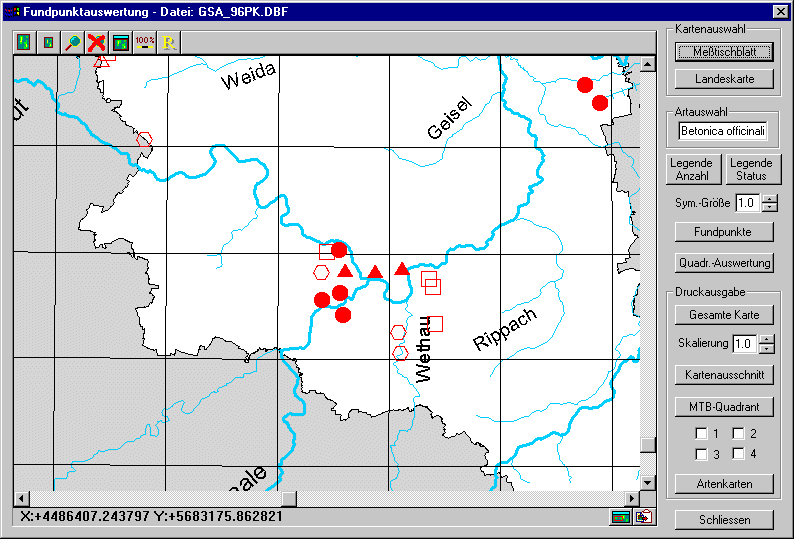 Fundpunktauswertung - Datei: GSA_96PK.DBF
100%
R
Weida
Geisel
ut
Wethau
Rippach
ale
X:+4486407.243797 Y:+5683175.862821
Kartenauswahl
Meßtischblatt
Landeskarte
Artauswahl
Betonica officinali
Legende Anzahl
Legende Status
Sym.-Größe 1.0
Fundpunkte
Quadr.-Auswertung
Druckausgabe
Gesamte Karte
Skalierung 1.0
Kartenausschnitt
MTB-Quadrant
1 2
3 4
Artenkarten
Schliessen